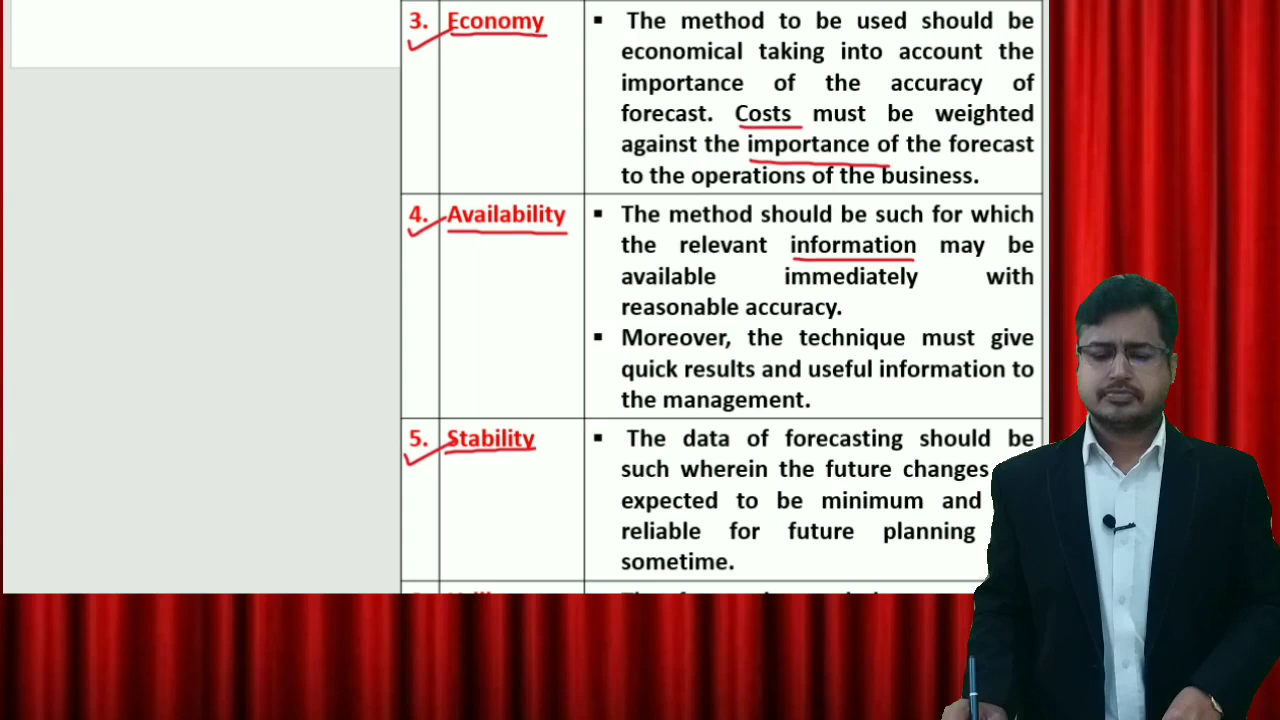 3. Economy ▪ The method to be used should be
economical taking into account the
importance of the accuracy of
forecast. Costs must be weighted
against the importance of the forecast
to the operations of the business.
4. Availability ▪ The method should be such for which
the relevant information may be
available immediately with
reasonable accuracy.
▪ Moreover, the technique must give
quick results and useful information to
the management.
5. Stability ▪ The data of forecasting should be
such wherein the future changes
expected to be minimum and
reliable for future planning
sometime.